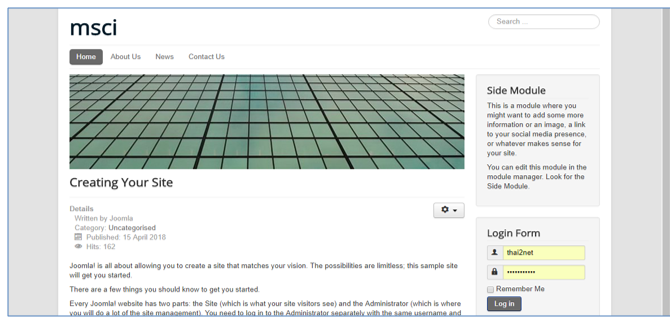 msci
Search ...
Home About Us News Contact Us
Creating Your Site
Details
Written by Joomla
Category: Uncategorised
Published: 15 April 2018
Hits: 162
Joomla! is all about allowing you to create a site that matches your vision. The possibilities are limitless; this sample site
will get you started.
There are a few things you should know to get you started.
Every Joomla! website has two parts: the Site (which is what your site visitors see) and the Administrator (which is where
you will do a lot of the site management). You need to log in to the Administrator separately with the same username and
Side Module
This is a module where you
might want to add some more
information or an image, a link
to your social media presence,
or whatever makes sense for
your site.
You can edit this module in the
module manager. Look for the
Side Module.
Login Form
thai2net
•••••••••••
Remember Me
Log in